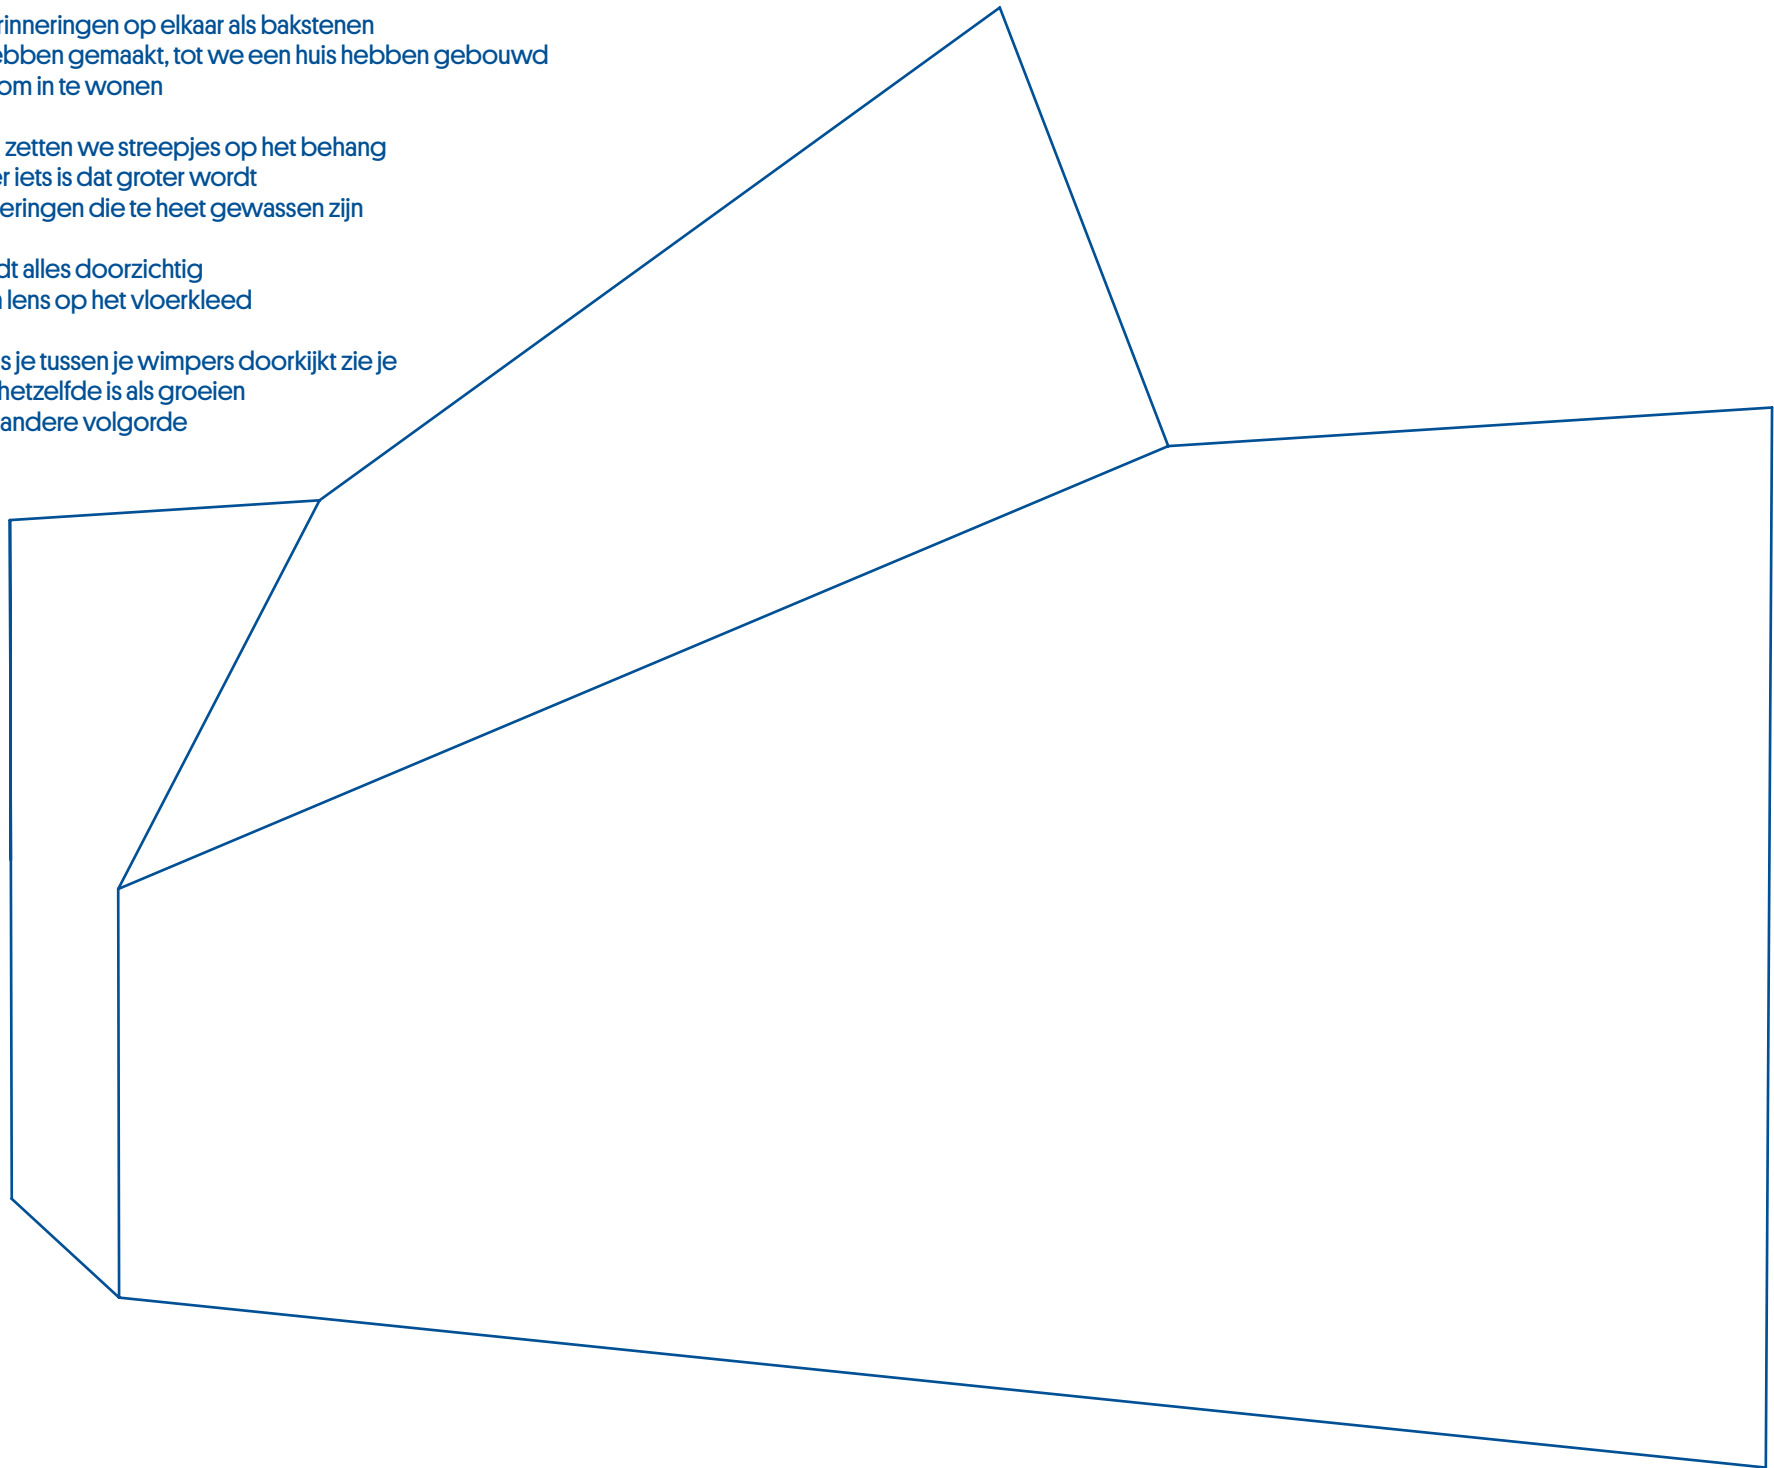 rinneringen op elkaar als bakstenen
ebben gemaakt, tot we een huis hebben gebouwd
om in te wonen
zetten we streepjes op het behang
er iets is dat groter wordt
eringen die te heet gewassen zijn
dt alles doorzichtig
lens op het vloerkleed
s je tussen je wimpers doorkijkt zie je
hetzelfde is als groeien
andere volgorde